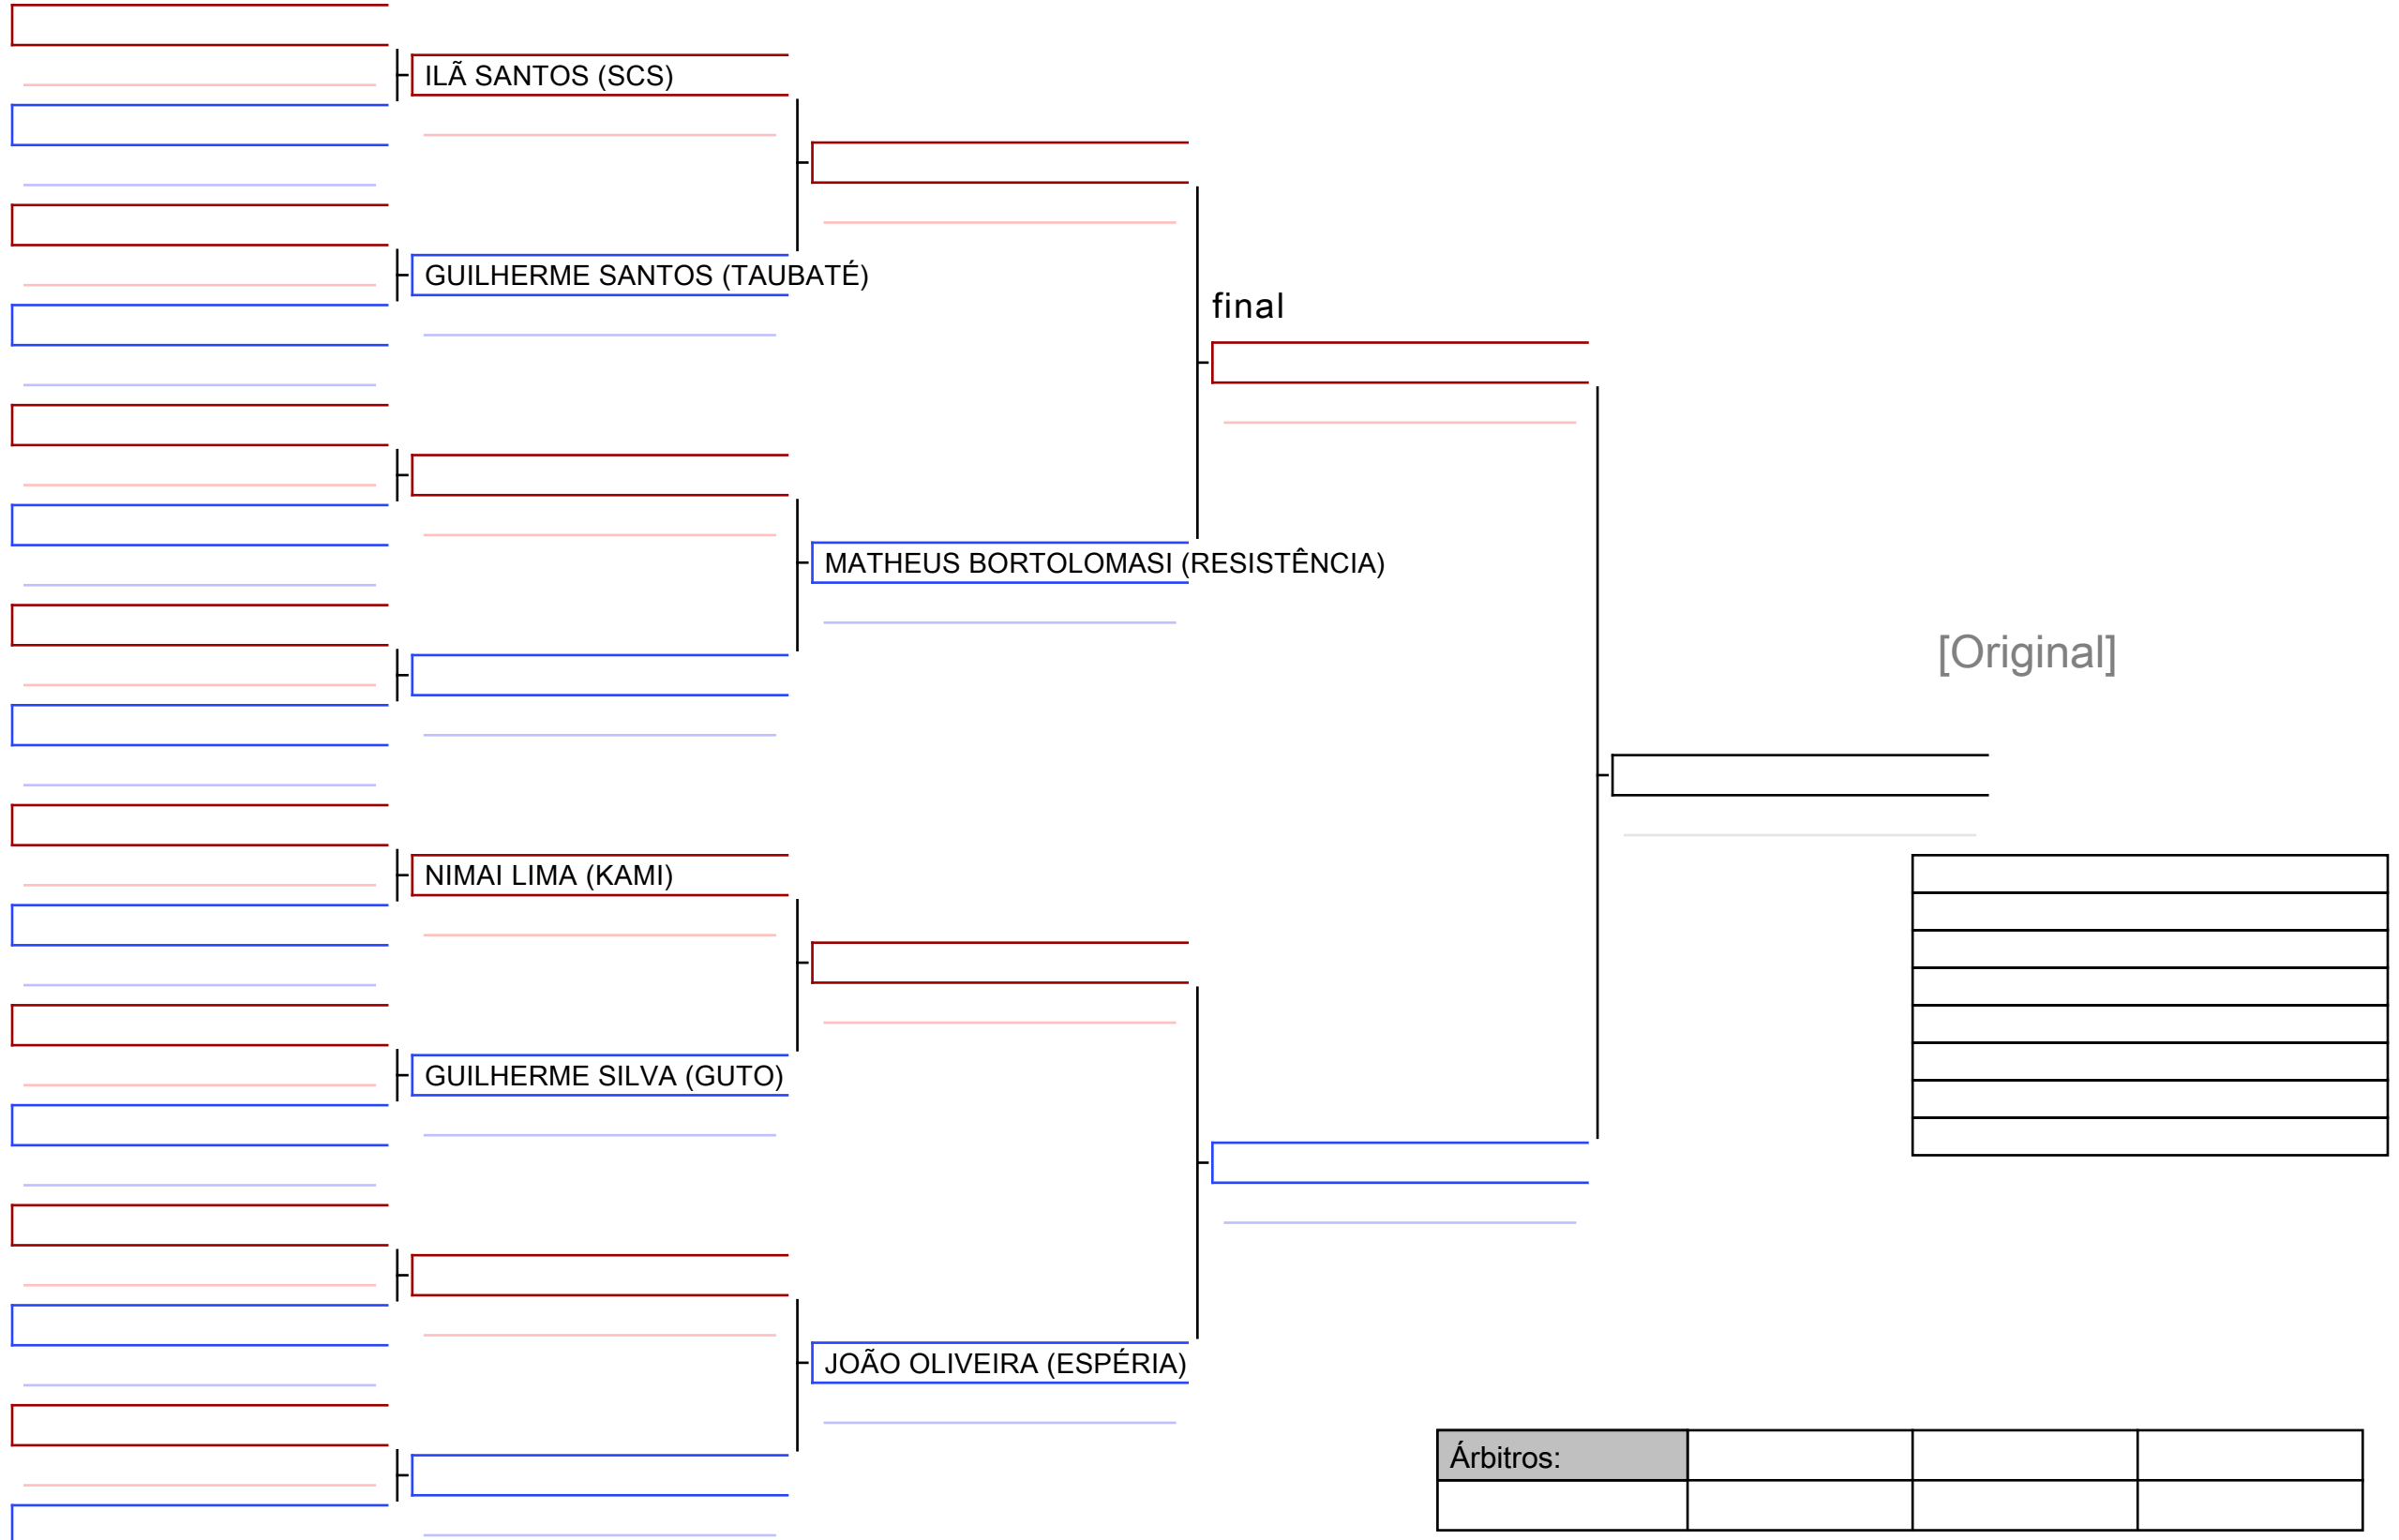 ILÃ SANTOS (SCS)
GUILHERME SANTOS (TAUBATÉ)
final
MATHEUS BORTOLOMASI (RESISTÊNCIA)
[Original]
NIMAI LIMA (KAMI)
GUILHERME SILVA (GUTO)
JOÃO OLIVEIRA (ESPÉRIA)
Árbitros: